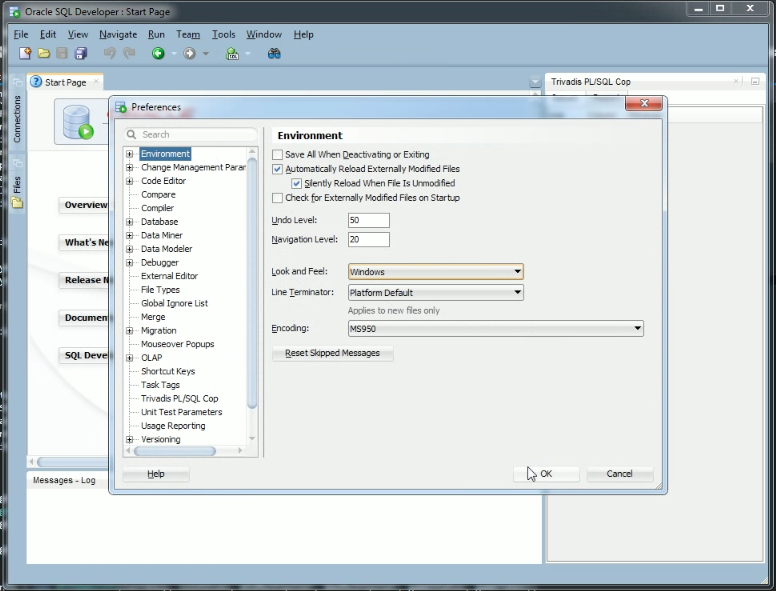 Oracle SQL Developer : Start Page
File Edit View Navigate Run Team Tools Window Help
Start Page
Trivadis PL/SQL Cop
Connections
Files
Overview
What's Ne
Release N
Documen
SQL Devel
Messages - Log
Preferences
Search
Environment
Change Management Param
Code Editor
Compare
Compiler
Database
Data Miner
Data Modeler
Debugger
External Editor
File Types
Global Ignore List
Merge
Migration
Mouseover Popups
OLAP
Shortcut Keys
Task Tags
Trivadis PL/SQL Cop
Unit Test Parameters
Usage Reporting
Versioning
Environment
Save All When Deactivating or Exiting
Automatically Reload Externally Modified Files
Silently Reload When File Is Unmodified
Check for Externally Modified Files on Startup
Undo Level: 50
Navigation Level: 20
Look and Feel: Windows
Line Terminator: Platform Default
Applies to new files only
Encoding: MS950
Reset Skipped Messages
Help OK Cancel